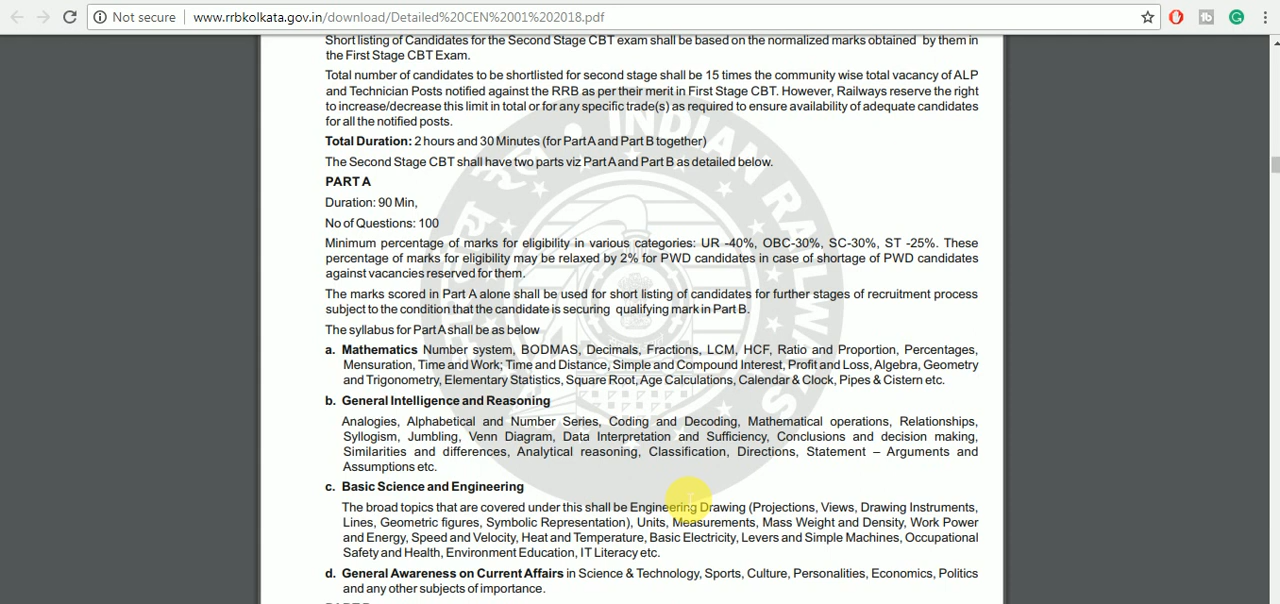 Not secure | www.rrbkolkata.gov.in/download/Detailed%20CEN%2001%202018.pdf
Short listing of Candidates for the Second Stage CBT exam shall be based on the normalized marks obtained by them in
the First Stage CBT Exam.
Total number of candidates to be shortlisted for second stage shall be 15 times the community wise total vacancy of ALP
and Technician Posts notified against the RRB as per their merit in First Stage CBT. However, Railways reserve the right
to increase/decrease this limit in total or for any specific trade(s) as required to ensure availability of adequate candidates
for all the notified posts.
Total Duration: 2 hours and 30 Minutes (for Part A and Part B together)
The Second Stage CBT shall have two parts viz Part A and Part B as detailed below.
PART A
Duration: 90 Min,
No of Questions: 100
Minimum percentage of marks for eligibility in various categories: UR -40%, OBC-30%, SC-30%, ST -25%. These
percentage of marks for eligibility may be relaxed by 2% for PWD candidates in case of shortage of PWD candidates
against vacancies reserved for them.
The marks scored in Part A alone shall be used for short listing of candidates for further stages of recruitment process
subject to the condition that the candidate is securing qualifying mark in Part B.
The syllabus for Part A shall be as below
a. Mathematics Number system, BODMAS, Decimals, Fractions, LCM, HCF, Ratio and Proportion, Percentages,
Mensuration, Time and Work; Time and Distance, Simple and Compound Interest, Profit and Loss, Algebra, Geometry
and Trigonometry, Elementary Statistics, Square Root, Age Calculations, Calendar & Clock, Pipes & Cistern etc.
b. General Intelligence and Reasoning
Analogies, Alphabetical and Number Series, Coding and Decoding, Mathematical operations, Relationships,
Syllogism, Jumbling, Venn Diagram, Data Interpretation and Sufficiency, Conclusions and decision making,
Similarities and differences, Analytical reasoning, Classification, Directions, Statement – Arguments and
Assumptions etc.
c. Basic Science and Engineering
The broad topics that are covered under this shall be Engineering Drawing (Projections, Views, Drawing Instruments,
Lines, Geometric figures, Symbolic Representation), Units, Measurements, Mass Weight and Density, Work Power
and Energy, Speed and Velocity, Heat and Temperature, Basic Electricity, Levers and Simple Machines, Occupational
Safety and Health, Environment Education, IT Literacy etc.
d. General Awareness on Current Affairs in Science & Technology, Sports, Culture, Personalities, Economics, Politics
and any other subjects of importance.
INDIAN RAILWAYS